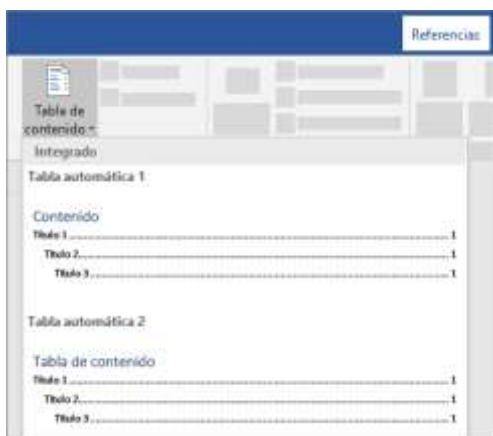 Referencias
Tabla de
contenido
Integrado
Tabla automática 1
Contenido
Título 1 1
Título 2 1
Título 3 1
Tabla automática 2
Tabla de contenido
Título 1 1
Título 2 1
Título 3 1